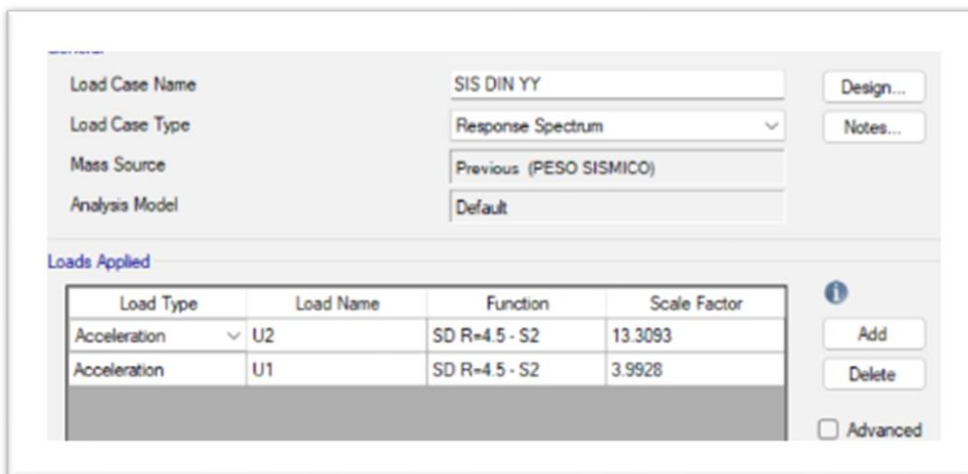 General
Load Case Name SIS DIN YY Design...
Load Case Type Response Spectrum Notes...
Mass Source Previous (PESO SISMICO)
Analysis Model Default
Loads Applied
Load Type Load Name Function Scale Factor
Acceleration U2 SD R=4.5 - S2 13.3093 Add
Acceleration U1 SD R=4.5 - S2 3.9928 Delete
Advanced